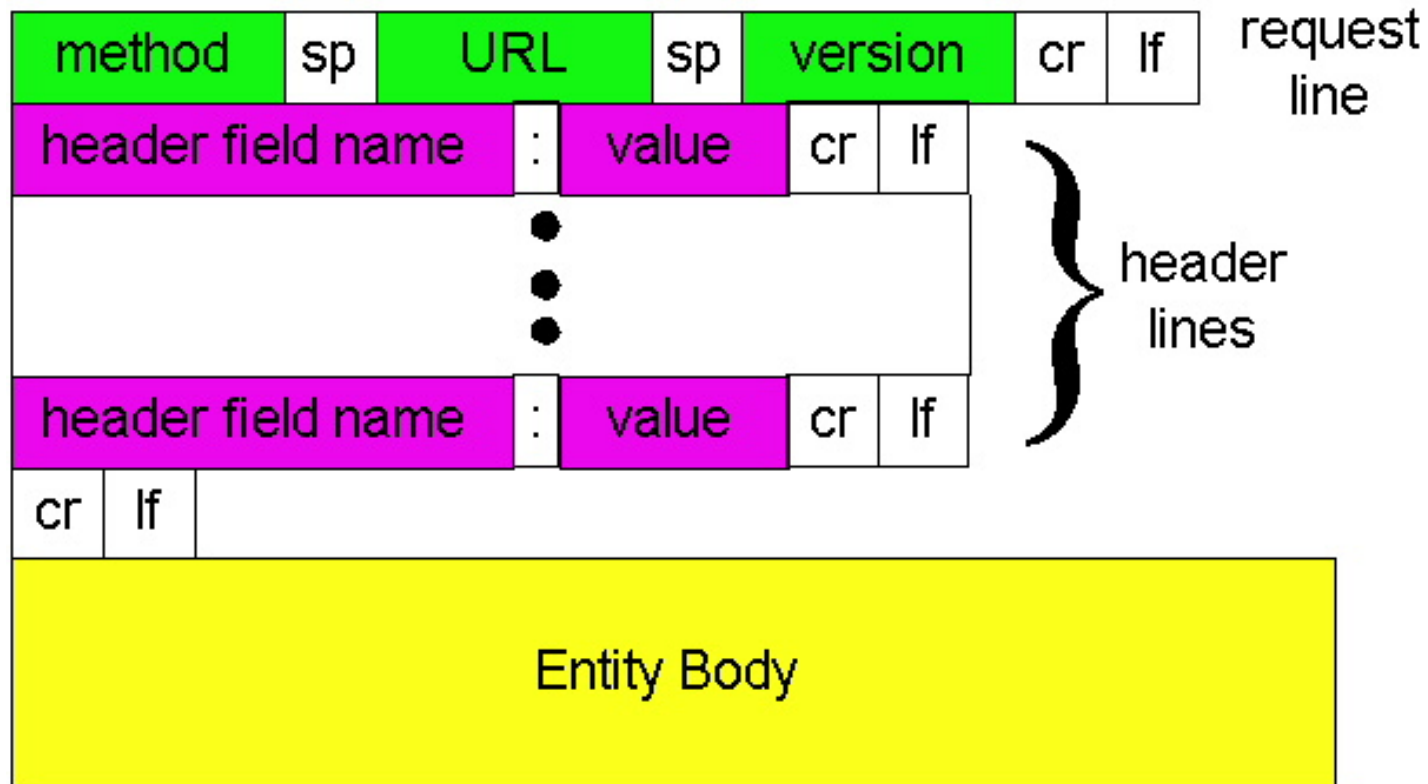 method sp URL sp version cr lf
request
line
header field name : value cr lf
header
lines
header field name : value cr lf
cr lf
Entity Body